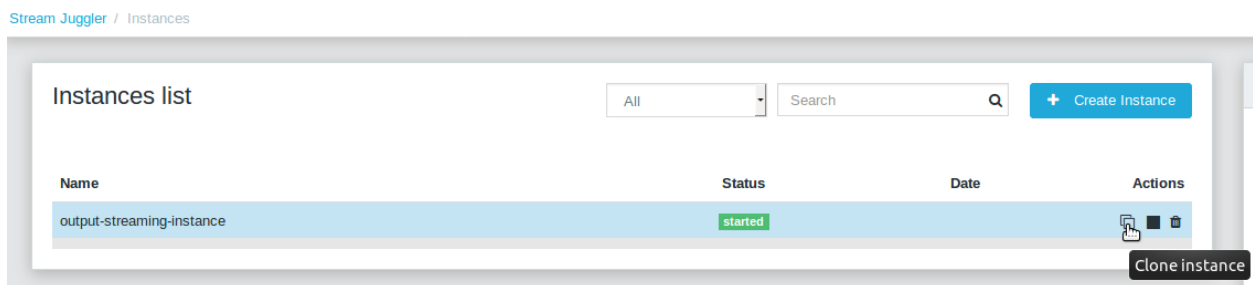 Stream Juggler / Instances
Instances list
All
Search
Create Instance
Name Status Date Actions
output-streaming-instance started
Clone instance